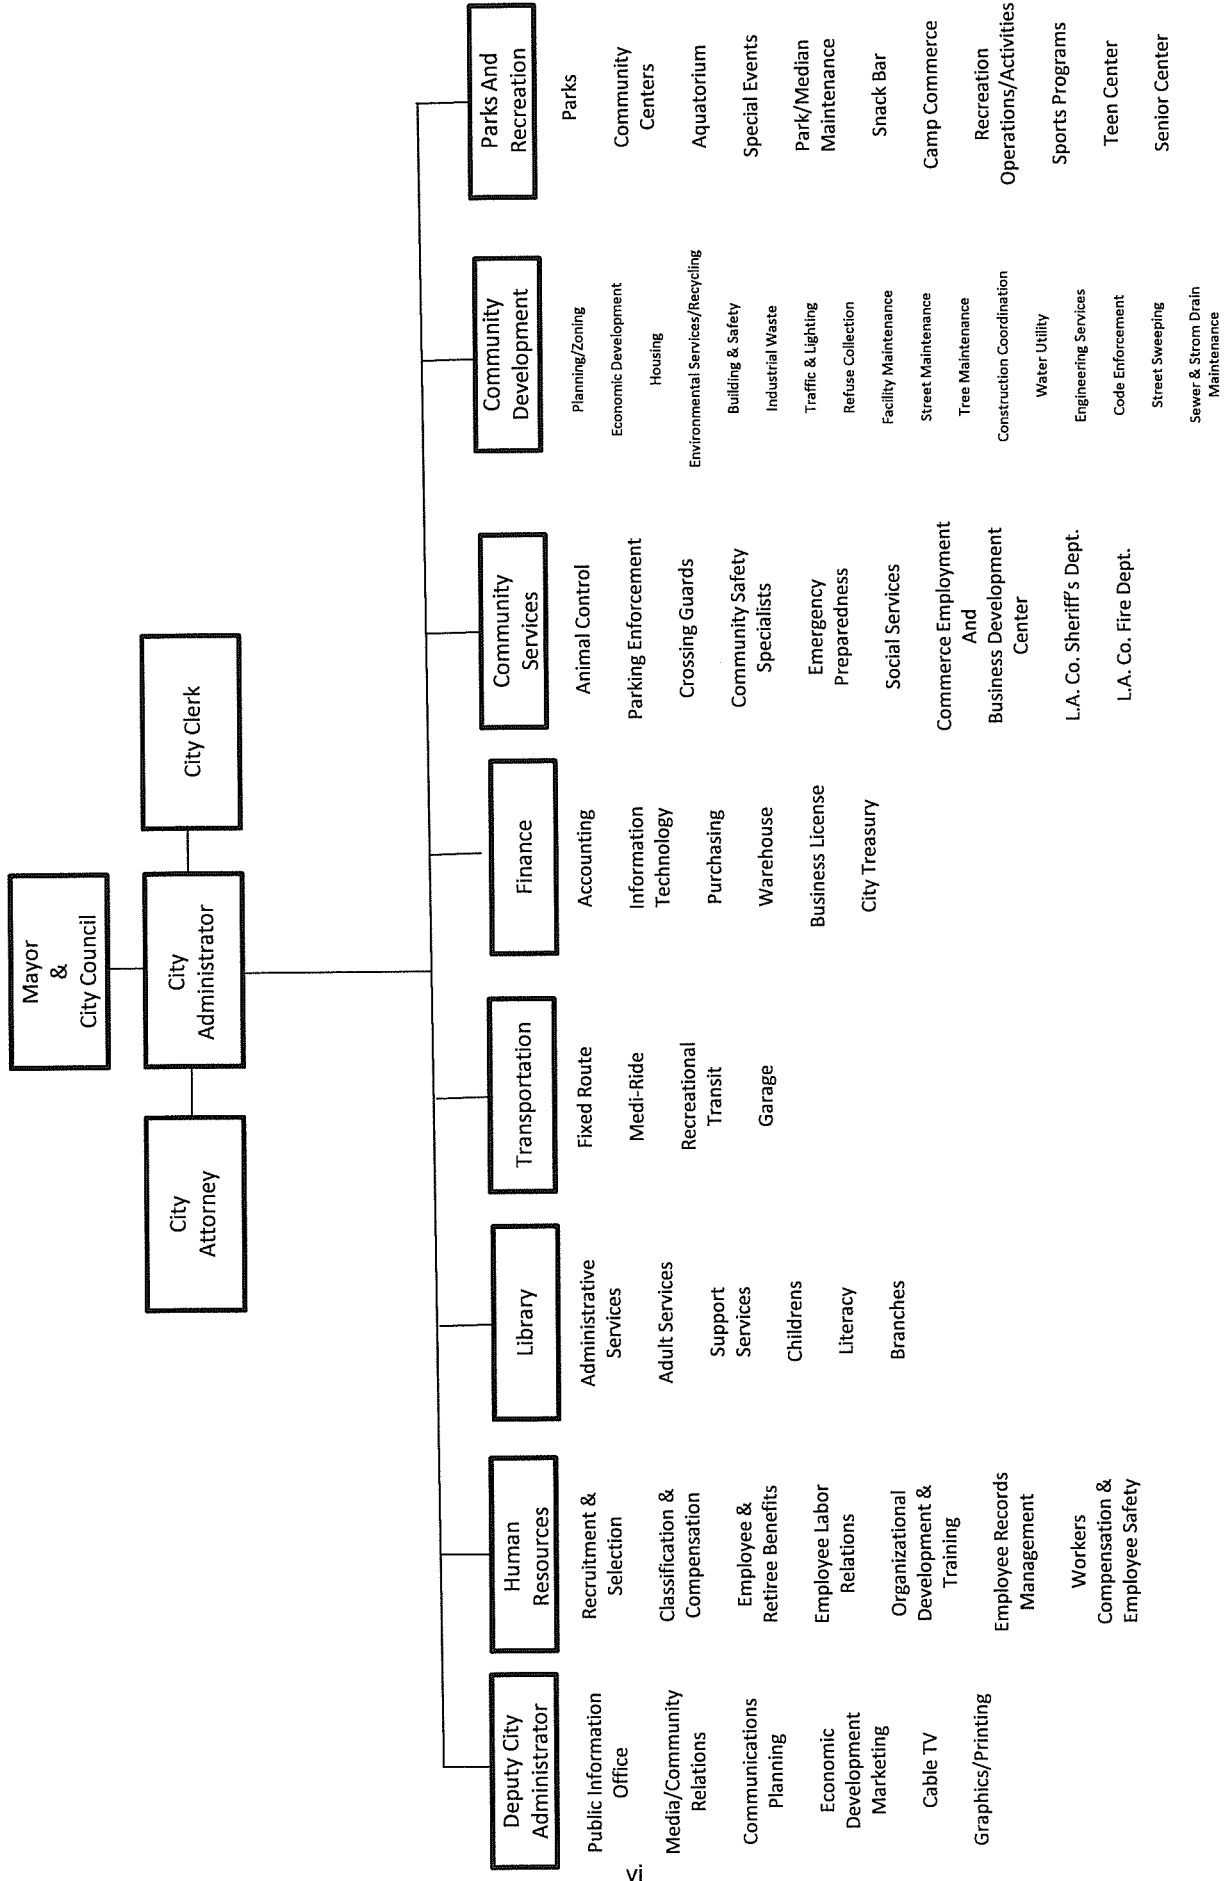 Mayor
&
City Council
City
Attorney
City
Administrator
City Clerk
Deputy City
Administrator
Public Information
Office
Media/Community
Relations
Communications
Planning
Economic
Development
Marketing
Cable TV
Graphics/Printing
Human
Resources
Recruitment &
Selection
Classification &
Compensation
Employee &
Retiree Benefits
Employee Labor
Relations
Organizational
Development &
Training
Employee Records
Management
Workers
Compensation &
Employee Safety
Library
Administrative
Services
Adult Services
Support
Services
Childrens
Literacy
Branches
Transportation
Fixed Route
Medi-Ride
Recreational
Transit
Garage
Finance
Accounting
Information
Technology
Purchasing
Warehouse
Business License
City Treasury
Community
Services
Animal Control
Parking Enforcement
Crossing Guards
Community Safety
Specialists
Emergency
Preparedness
Social Services
Commerce Employment
And
Business Development
Center
L.A. Co. Sheriff's Dept.
L.A. Co. Fire Dept.
Community
Development
Planning/Zoning
Economic Development
Housing
Environmental Services/Recycling
Building & Safety
Industrial Waste
Traffic & Lighting
Refuse Collection
Facility Maintenance
Street Maintenance
Tree Maintenance
Construction Coordination
Water Utility
Engineering Services
Code Enforcement
Street Sweeping
Sewer & Strom Drain
Maintenance
Parks And
Recreation
Parks
Community
Centers
Aquatorium
Special Events
Park/Median
Maintenance
Snack Bar
Camp Commerce
Recreation
Operations/Activities
Sports Programs
Teen Center
Senior Center
vi